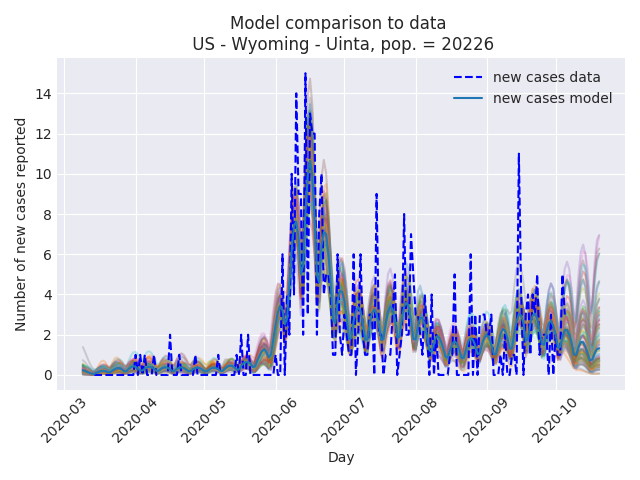 Model comparison to data
US - Wyoming - Uinta, pop. = 20226
new cases data
new cases model
Number of new cases reported
14
12
10
8
6
4
2
0
2020-03
2020-04
2020-05
2020-06
2020-07
2020-08
2020-09
2020-10
Day